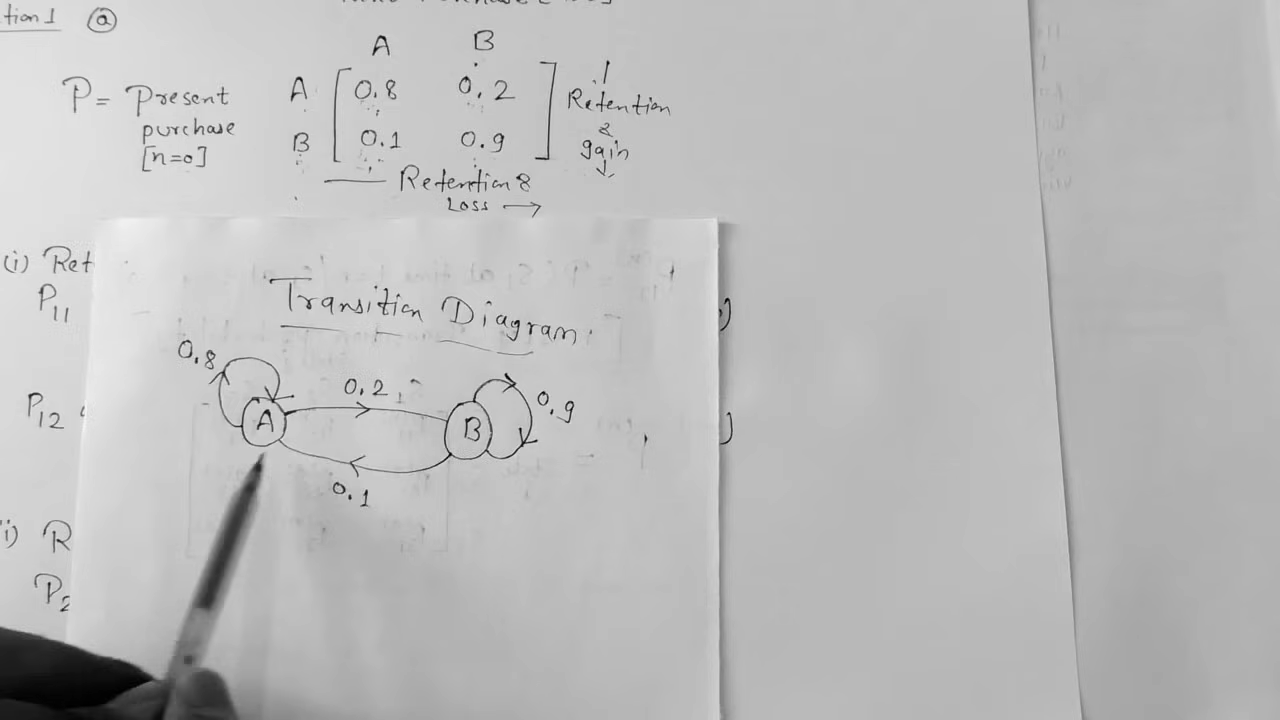 tion 1 (a)
A B
P = Present purchase [n=0]
A 0.8 0.2
B 0.1 0.9
Retention & gain
Retention &
Loss →
(i) Ret
P11
P12
i) R
P2
Transition Diagram:
0.8
0.2
0.9
A
B
0.1